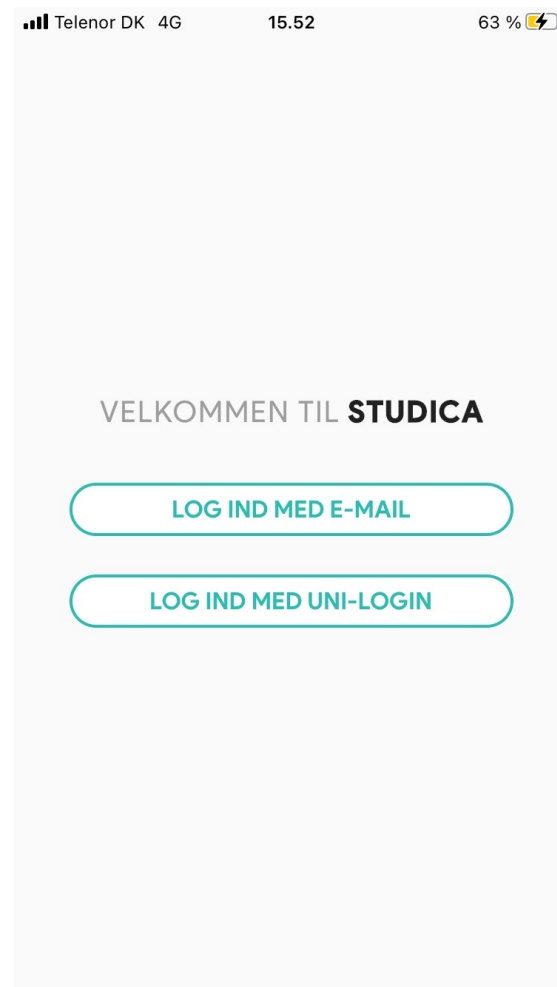 Telenor DK 4G 15.52 63 %
VELKOMMEN TIL STUDICA
LOG IND MED E-MAIL
LOG IND MED UNI-LOGIN